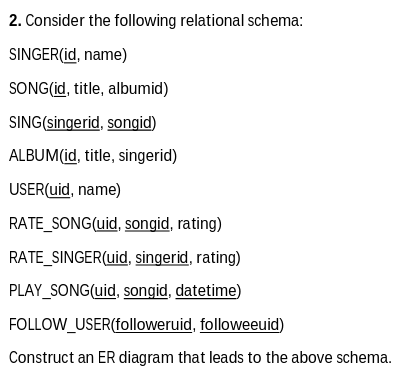 2. Consider the following relational schema:
SINGER(id, name)
SONG(id, title, albumid)
SING(singerid, songid)
ALBUM(id, title, singerid)
USER(uid, name)
RATE_SONG(uid, songid, rating)
RATE_SINGER(uid, singerid, rating)
PLAY_SONG(uid, songid, datetime)
FOLLOW_USER(followeruid, followeeuid)
Construct an ER diagram that leads to the above schema.